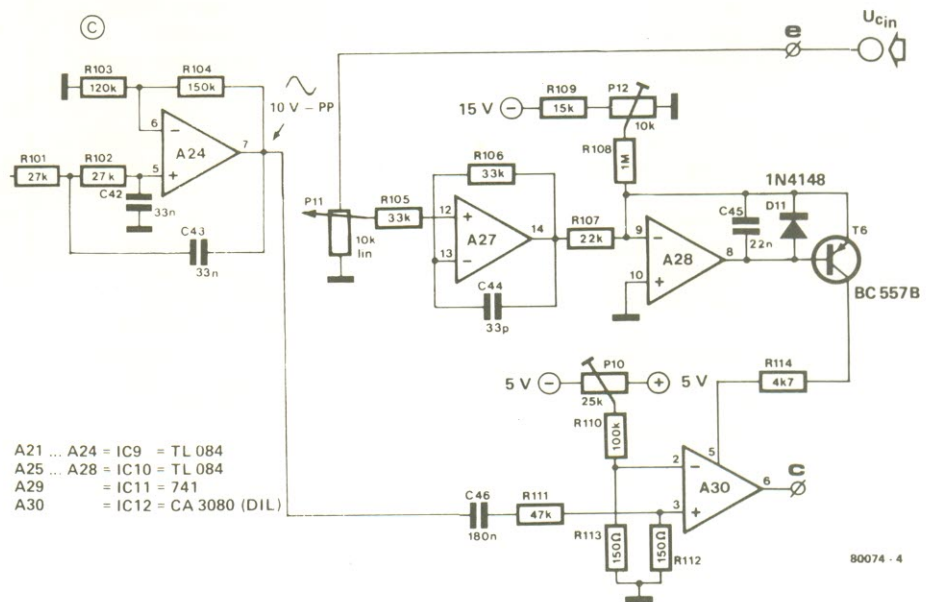 C
e
Ucin
R103
120k
R104
150k
10 V – PP
6
5
7
A24
R101
27k
R102
27k
C42
33n
C43
33n
P11
10k
lin
R105
33k
R106
33k
12
13
14
A27
C44
33p
R107
22k
15 V
R109
15k
P12
10k
R108
1M
9
10
8
A28
C45
22n
1N4148
D11
T6
BC 557B
R114
4k7
5 V
P10
25k
5 V
R110
100k
2
3
5
6
A30
c
C46
180n
R111
47k
R113
150Ω
150Ω
R112
A21 ... A24 = IC9 = TL 084
A25 ... A28 = IC10 = TL 084
A29 = IC11 = 741
A30 = IC12 = CA 3080 (DIL)
80074 - 4